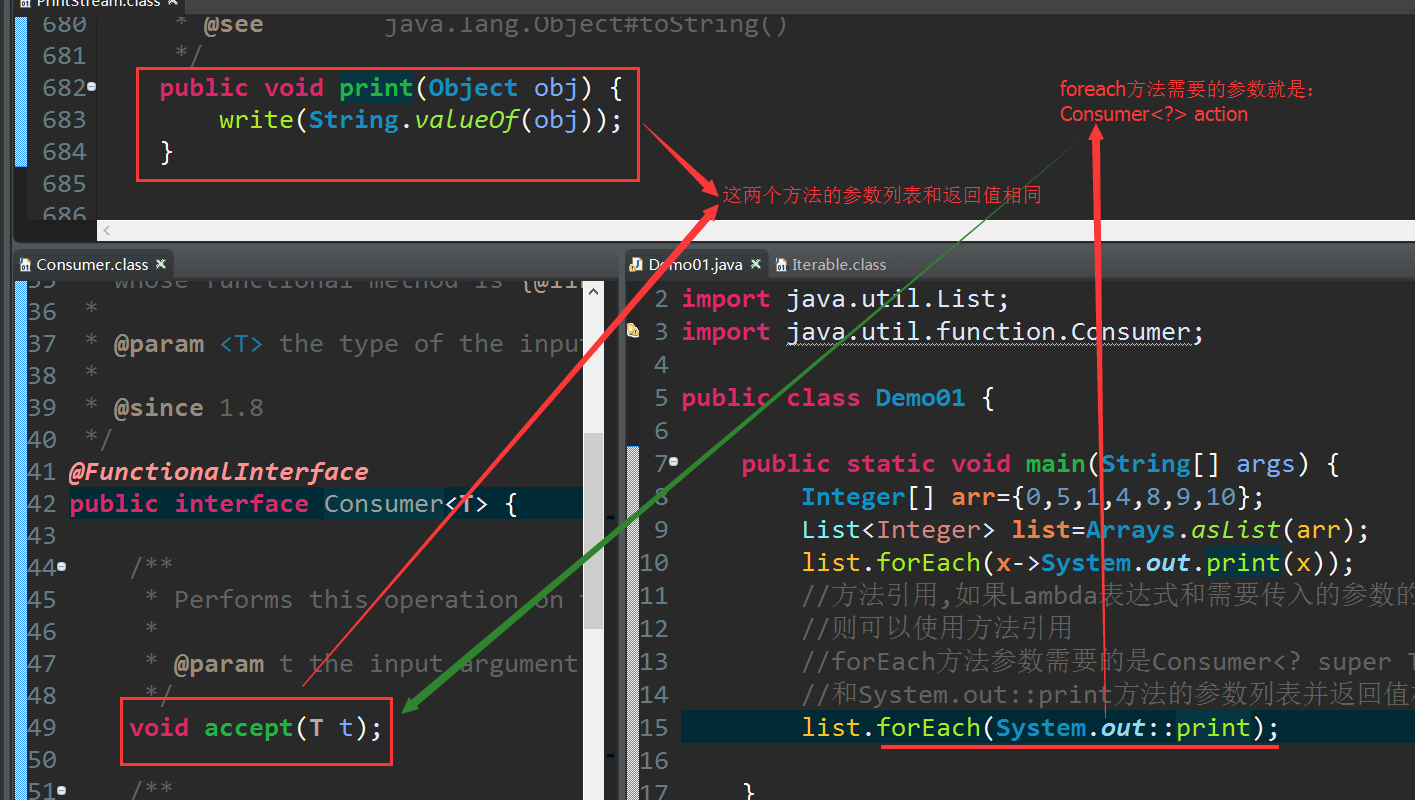 PrintStream.class
680 * @see java.lang.Object#toString()
681 */
682 public void print(Object obj) {
683 write(String.valueOf(obj));
684 }
685
686
foreach方法需要的参数就是:
Consumer<?> action
这两个方法的参数列表和返回值相同
Consumer.class
35 * whose functional method is {@li
36 *
37 * @param <T> the type of the input
38 *
39 * @since 1.8
40 */
41 @FunctionalInterface
42 public interface Consumer<T> {
43
44 /**
45 * Performs this operation on
46 *
47 * @param t the input argument
48 */
49 void accept(T t);
50
51 /**
Demo01.java Iterable.class
2 import java.util.List;
3 import java.util.function.Consumer;
4
5 public class Demo01 {
6
7 public static void main(String[] args) {
8 Integer[] arr={0,5,1,4,8,9,10};
9 List<Integer> list=Arrays.asList(arr);
10 list.forEach(x->System.out.print(x));
11 //方法引用,如果Lambda表达式和需要传入的参数的
12 //则可以使用方法引用
13 //forEach方法参数需要的是Consumer<? super T
14 //和System.out::print方法的参数列表并返回值相
15 list.forEach(System.out::print);
16
17 }